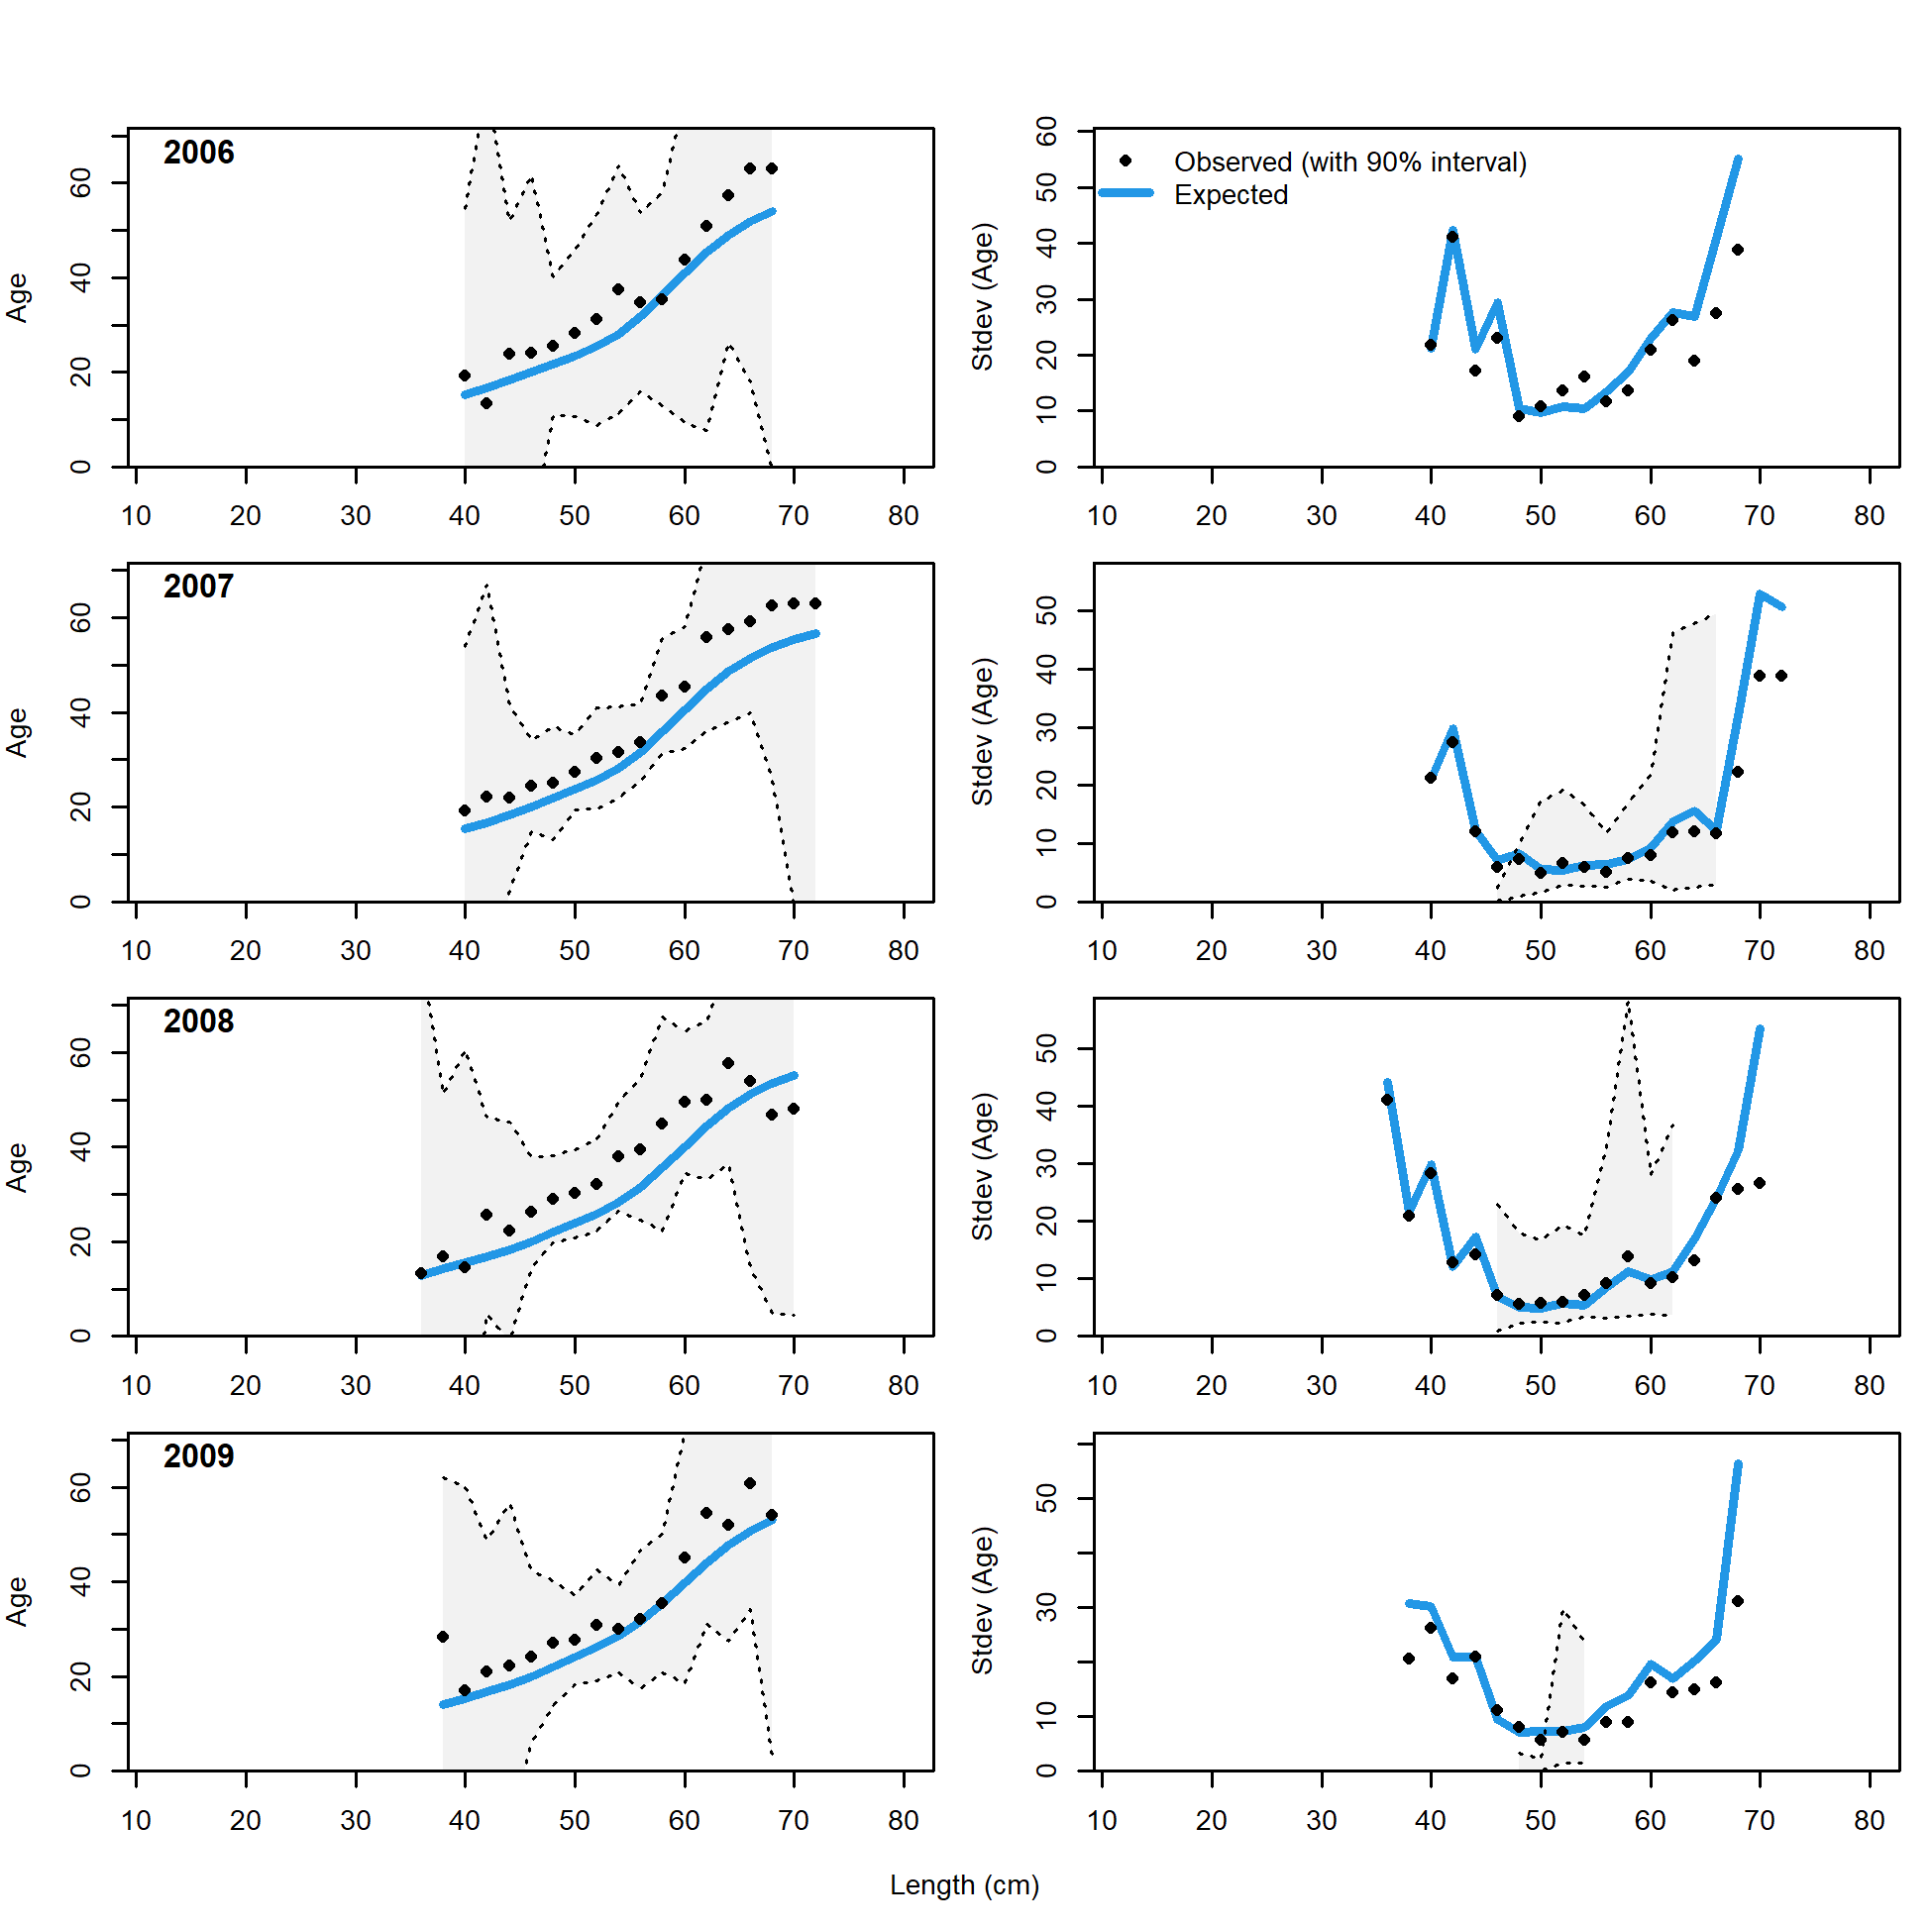 2006
Age
0 20 40 60
10 20 30 40 50 60 70 80
Observed (with 90% interval)
Expected
Stdev (Age)
0 10 20 30 40 50 60
10 20 30 40 50 60 70 80
2007
Age
0 20 40 60
10 20 30 40 50 60 70 80
Stdev (Age)
0 10 20 30 40 50
10 20 30 40 50 60 70 80
2008
Age
0 20 40 60
10 20 30 40 50 60 70 80
Stdev (Age)
0 10 20 30 40 50
10 20 30 40 50 60 70 80
2009
Age
0 20 40 60
10 20 30 40 50 60 70 80
Stdev (Age)
0 10 30 50
10 20 30 40 50 60 70 80
Length (cm)